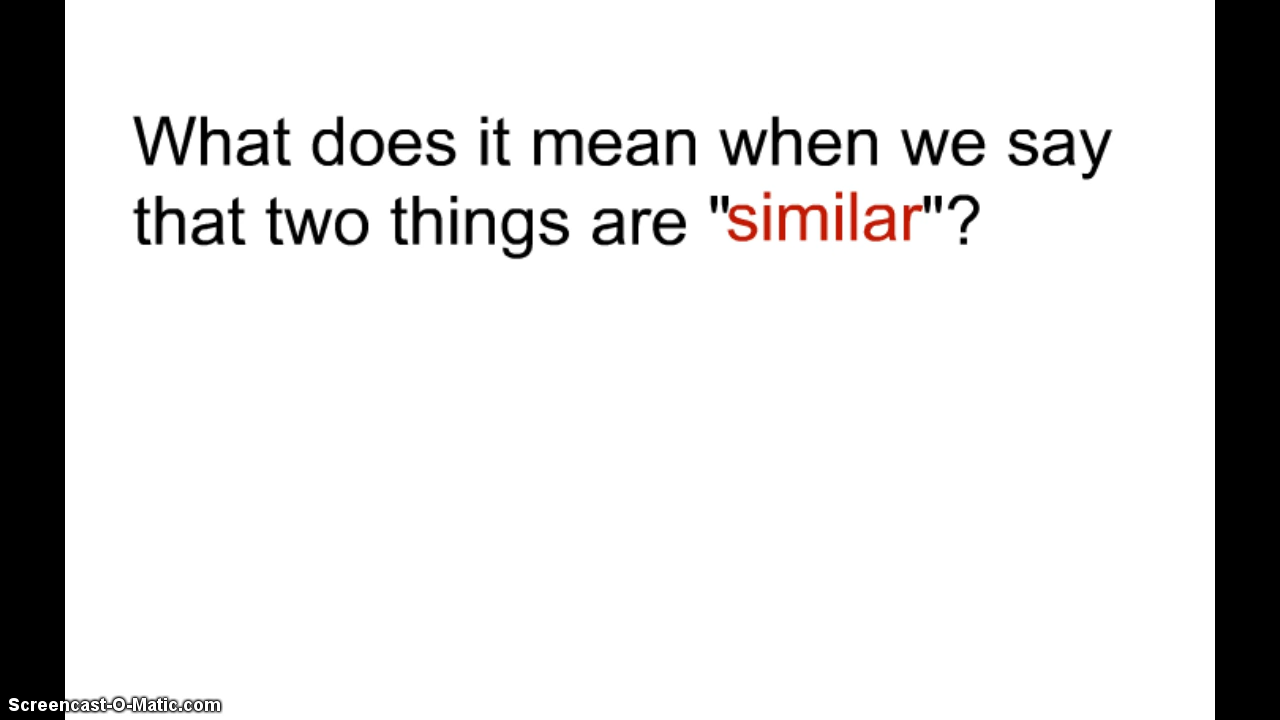 What does it mean when we say
that two things are "similar"?
Screencast-O-Matic.com